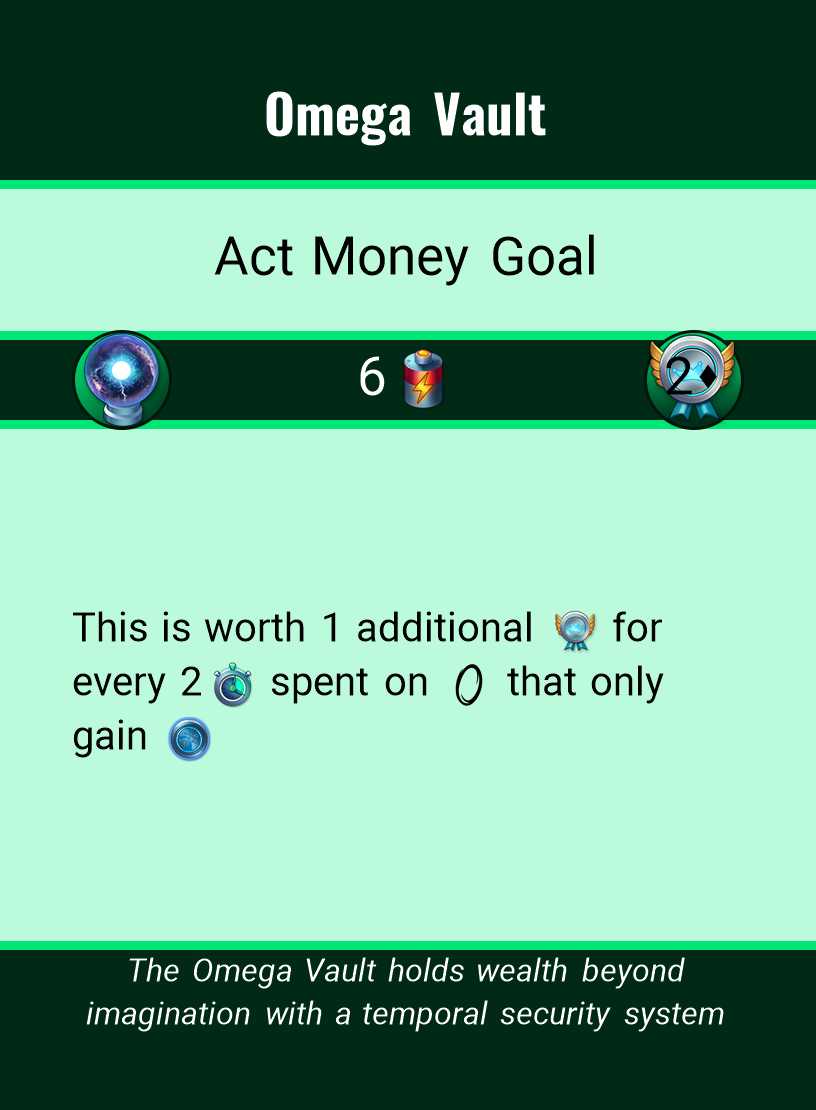 Omega Vault
Act Money Goal
6
2♦
This is worth 1 additional for
every 2 spent on that only
gain
The Omega Vault holds wealth beyond
imagination with a temporal security system